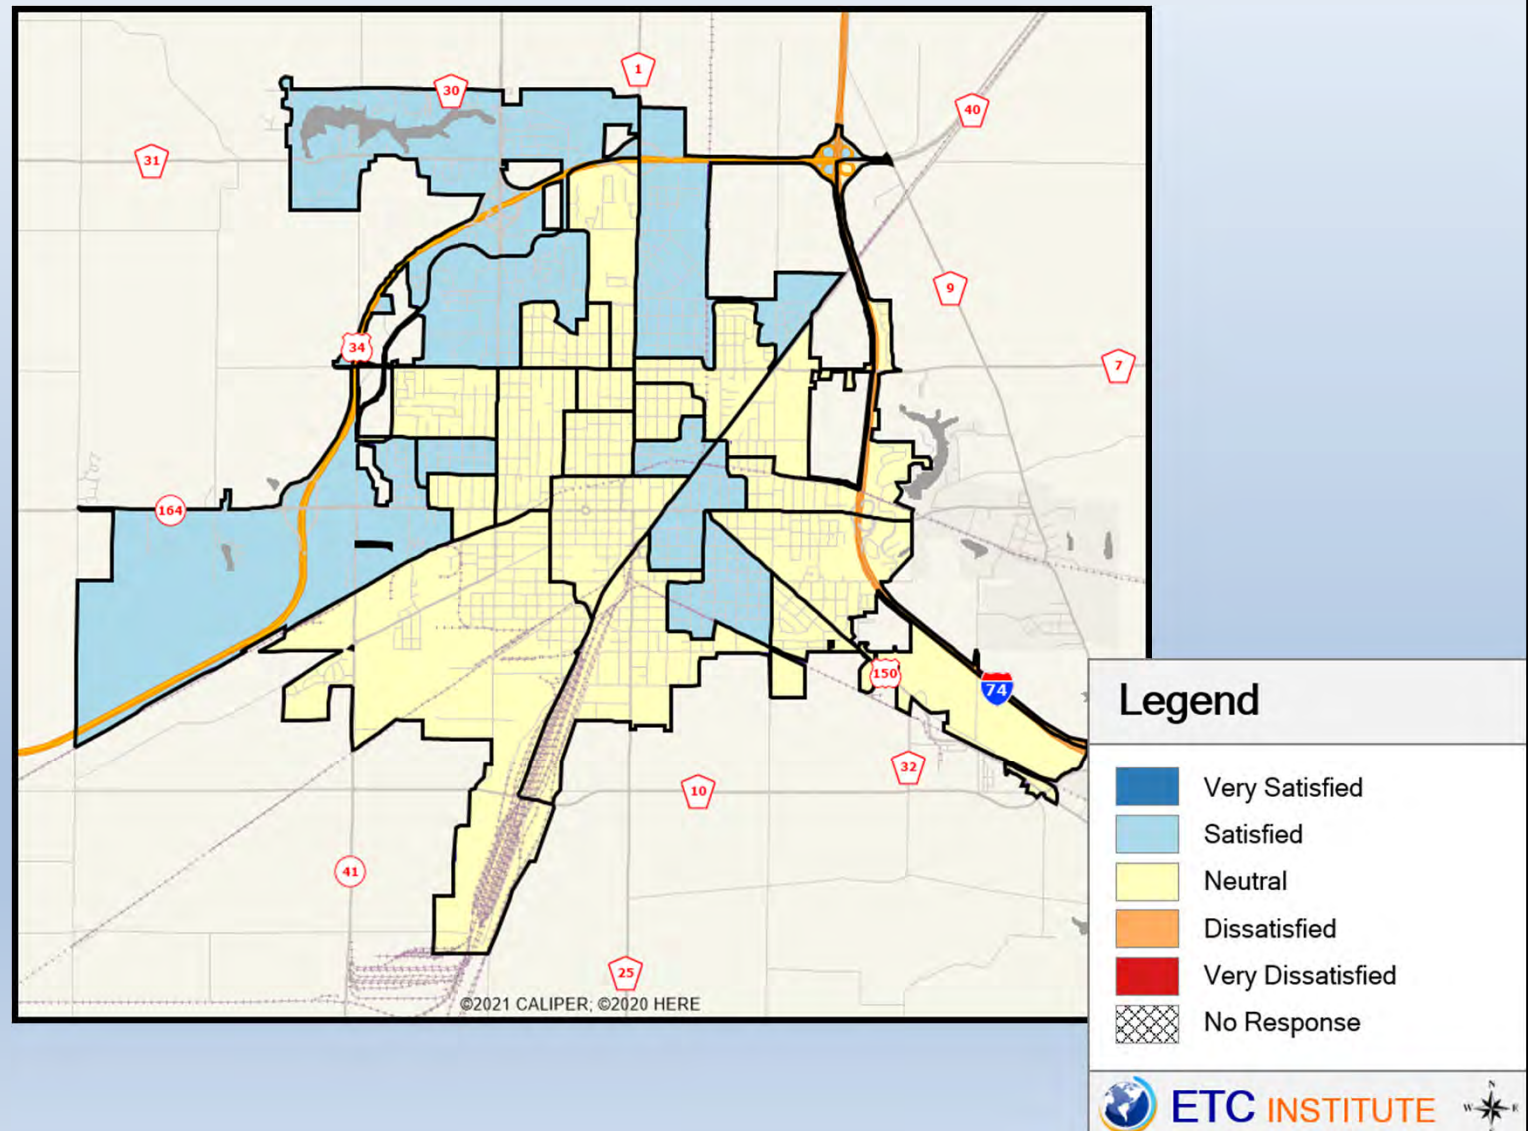 1
30
40
31
9
34
7
164
150
74
32
10
41
25
©2021 CALIPER; ©2020 HERE
Legend
Very Satisfied
Satisfied
Neutral
Dissatisfied
Very Dissatisfied
No Response
ETC INSTITUTE
N
W E